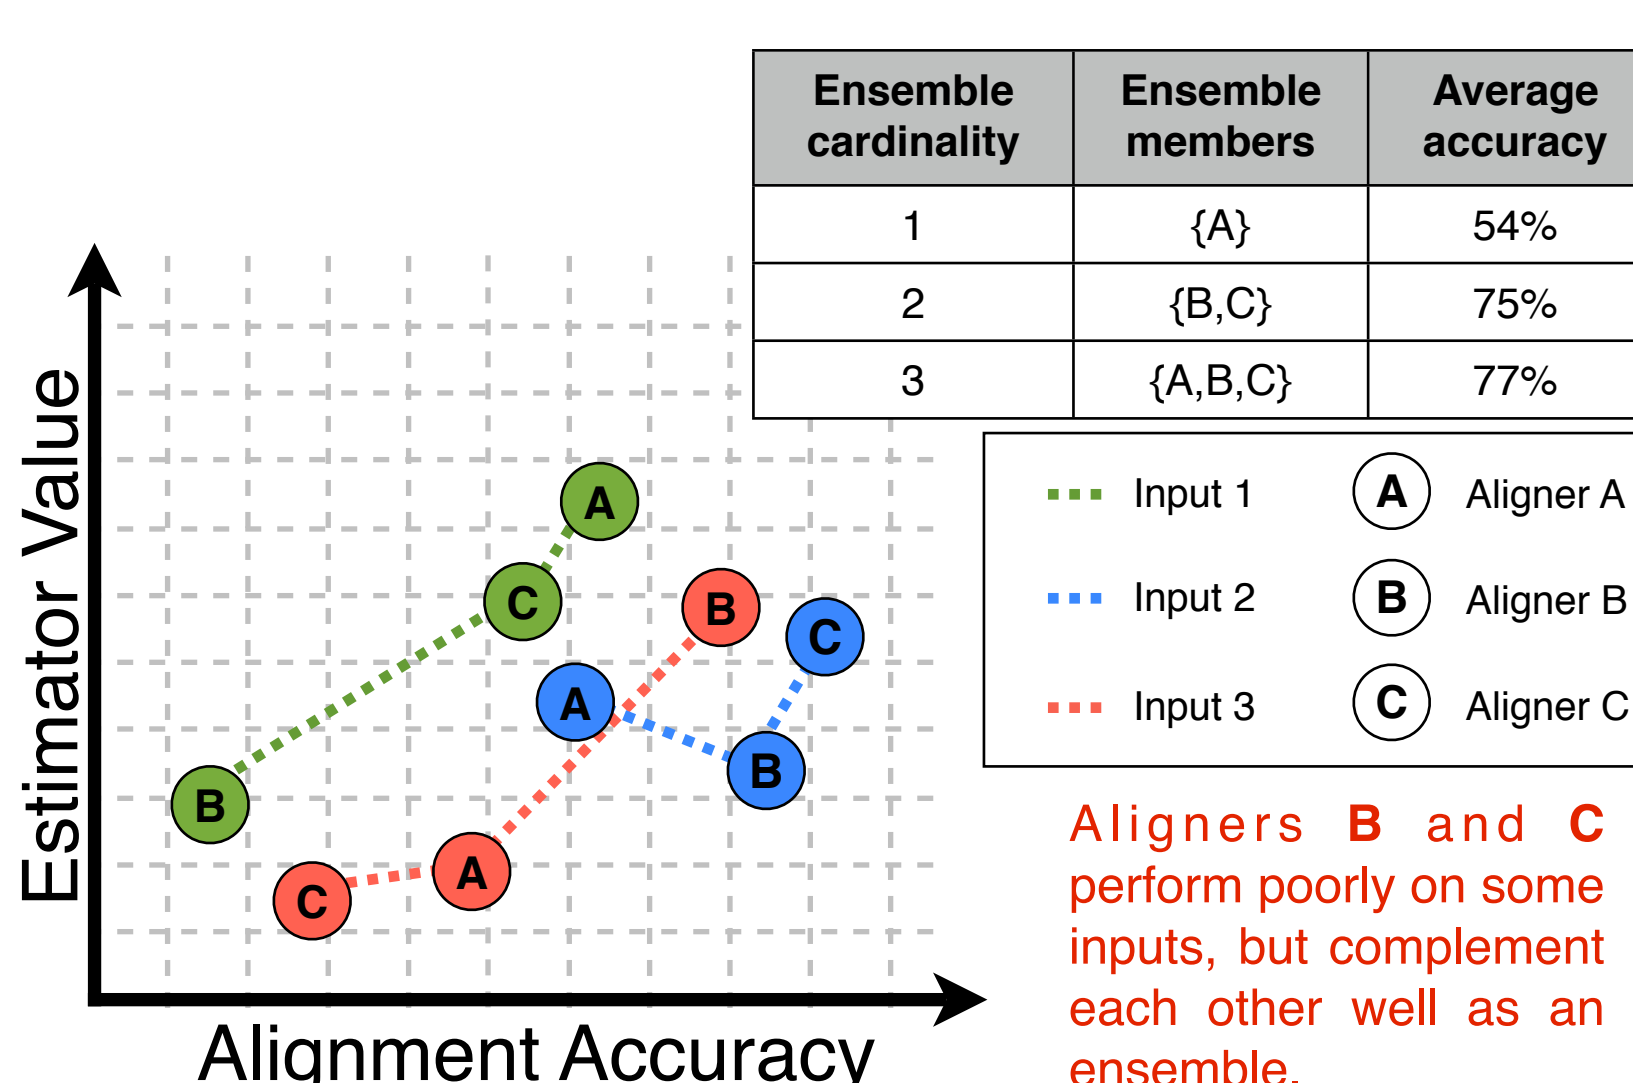 Ensemble cardinality Ensemble members Average accuracy
1 {A} 54%
2 {B,C} 75%
3 {A,B,C} 77%
Estimator Value
A
C
B
B
C
A
B
A
C
Input 1 A Aligner A
Input 2 B Aligner B
Input 3 C Aligner C
Aligners B and C
perform poorly on some
inputs, but complement
each other well as an
ensemble.
Alignment Accuracy